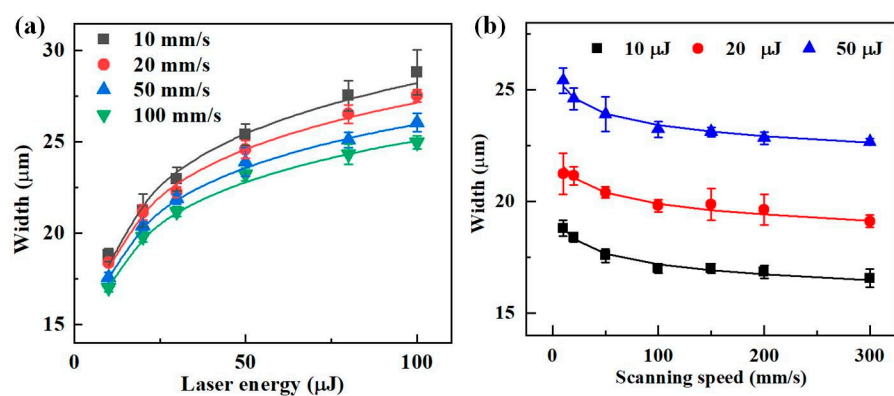 (a)
10 mm/s
20 mm/s
50 mm/s
100 mm/s
30
25
20
15
0 50 100
Width (μm)
Laser energy (μJ)
(b)
10 μJ 20 μJ 50 μJ
25
20
15
0 100 200 300
Width (μm)
Scanning speed (mm/s)